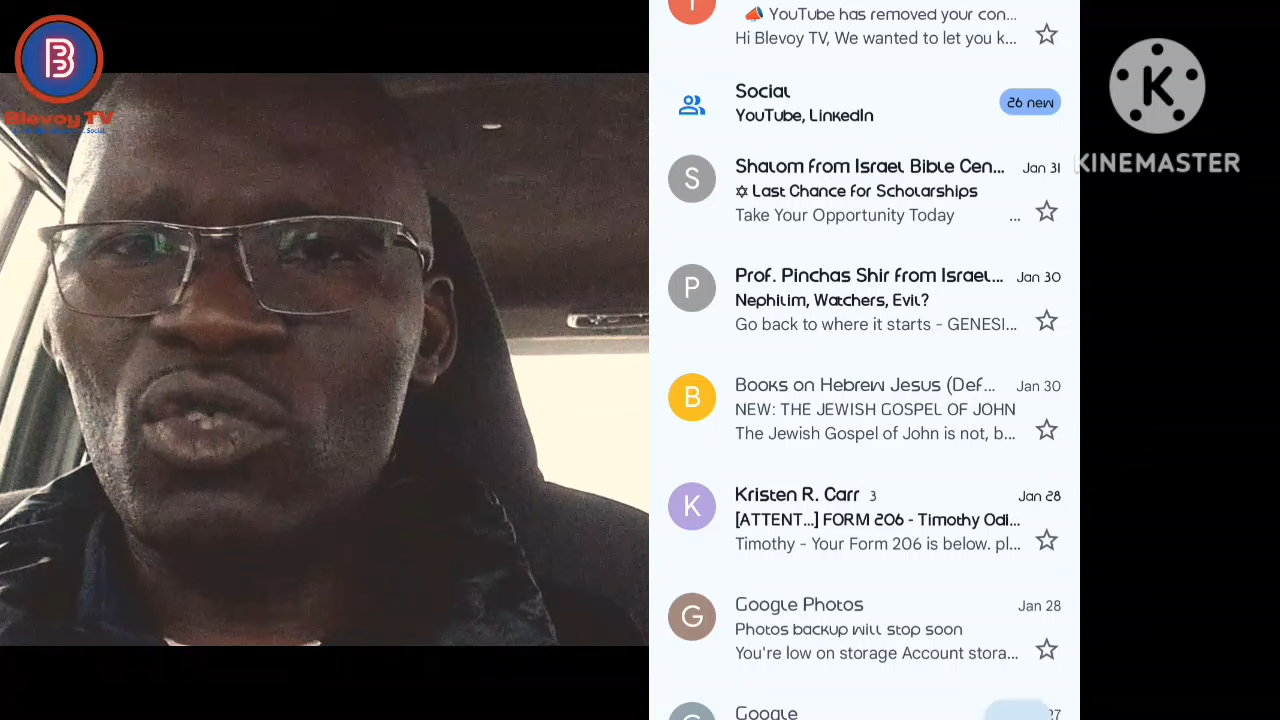 B
Blevoy TV
📣 YouTube has removed your con...
Hi Blevoy TV, We wanted to let you k...
Social
26 new
YouTube, LinkedIn
S
Shalom from Israel Bible Cen...
Jan 31
✡ Last Chance for Scholarships
Take Your Opportunity Today ...
P
Prof. Pinchas Shir from Israel...
Jan 30
Nephilim, Watchers, Evil?
Go back to where it starts - GENESI...
B
Books on Hebrew Jesus (Def...
Jan 30
NEW: THE JEWISH GOSPEL OF JOHN
The Jewish Gospel of John is not, b...
K
Kristen R. Carr 3
Jan 28
[ATTENT...] FORM 206 - Timothy Odi...
Timothy - Your Form 206 is below. pl...
G
Google Photos
Jan 28
Photos backup will stop soon
You're low on storage Account stora...
Google
27
K
KINEMASTER